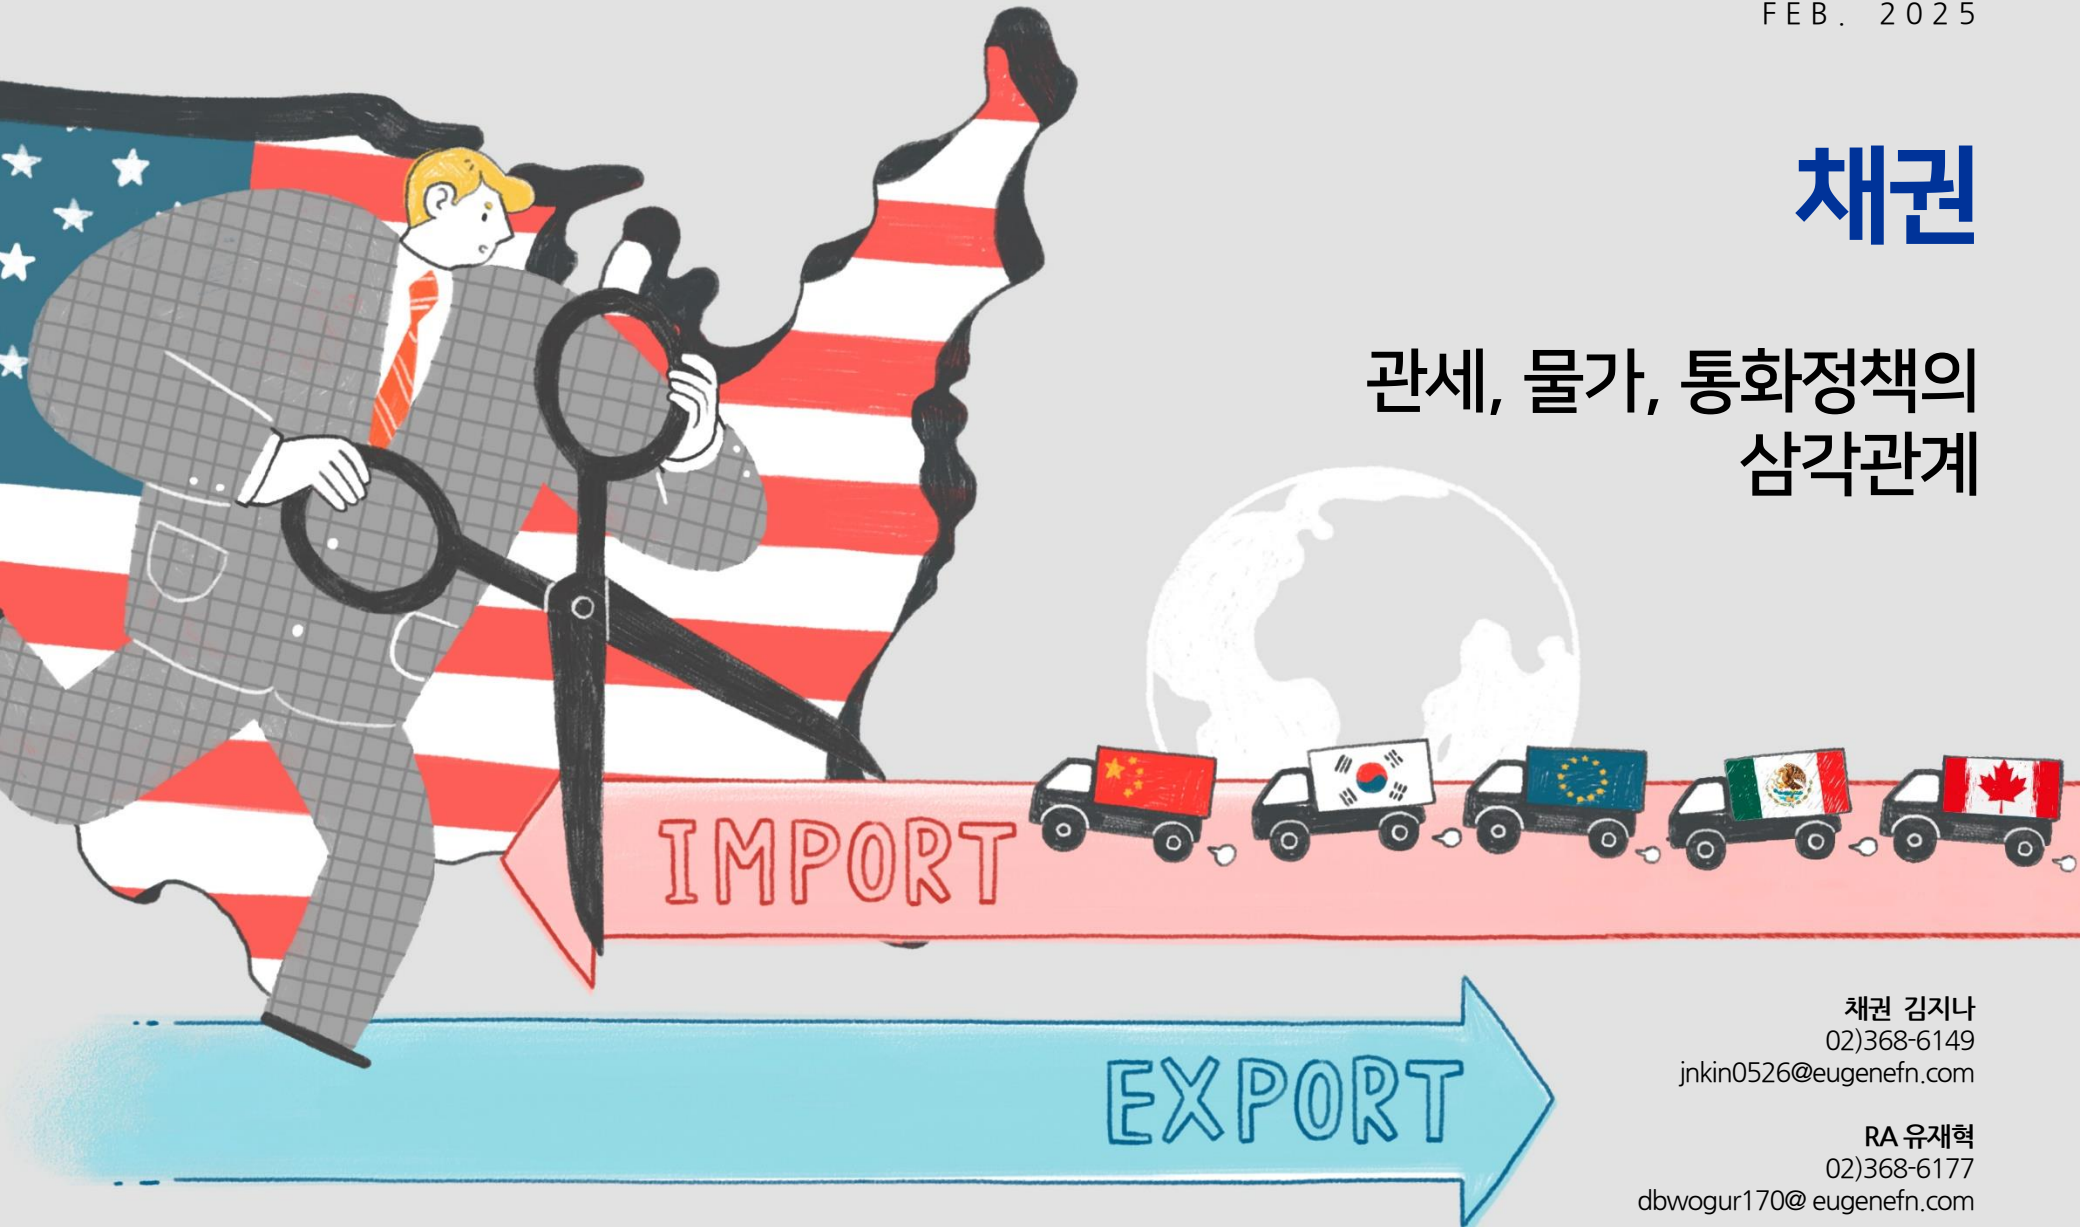 FEB. 2025
채권
관세, 물가, 통화정책의
삼각관계
IMPORT
EXPORT
채권 김지나
02)368-6149
jnkin0526@eugenefn.com
RA 유재혁
02)368-6177
dbwogur170@ eugenefn.com